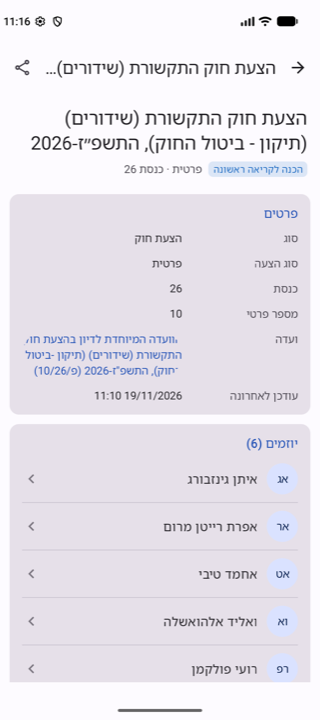 11:16
הצעת חוק התקשורת (שידורים)...
הצעת חוק התקשורת (שידורים)
(תיקון - ביטול החוק), התשפ״ז-2026
הכנה לקריאה ראשונה פרטית · כנסת 26
פרטים
סוג הצעת חוק
סוג הצעה פרטית
כנסת 26
מספר פרטי 10
ועדה הוועדה המיוחדת לדיון בהצעת חוק
התקשורת (שידורים) (תיקון -ביטול
החוק), התשפ"ז-2026 (פ/10/26)
עודכן לאחרונה 19/11/2026 11:10
יוזמים (6)
אג איתן גינזבורג
אר אפרת רייטן מרום
אט אחמד טיבי
וא ואליד אלהואשלה
רפ רועי פולקמן